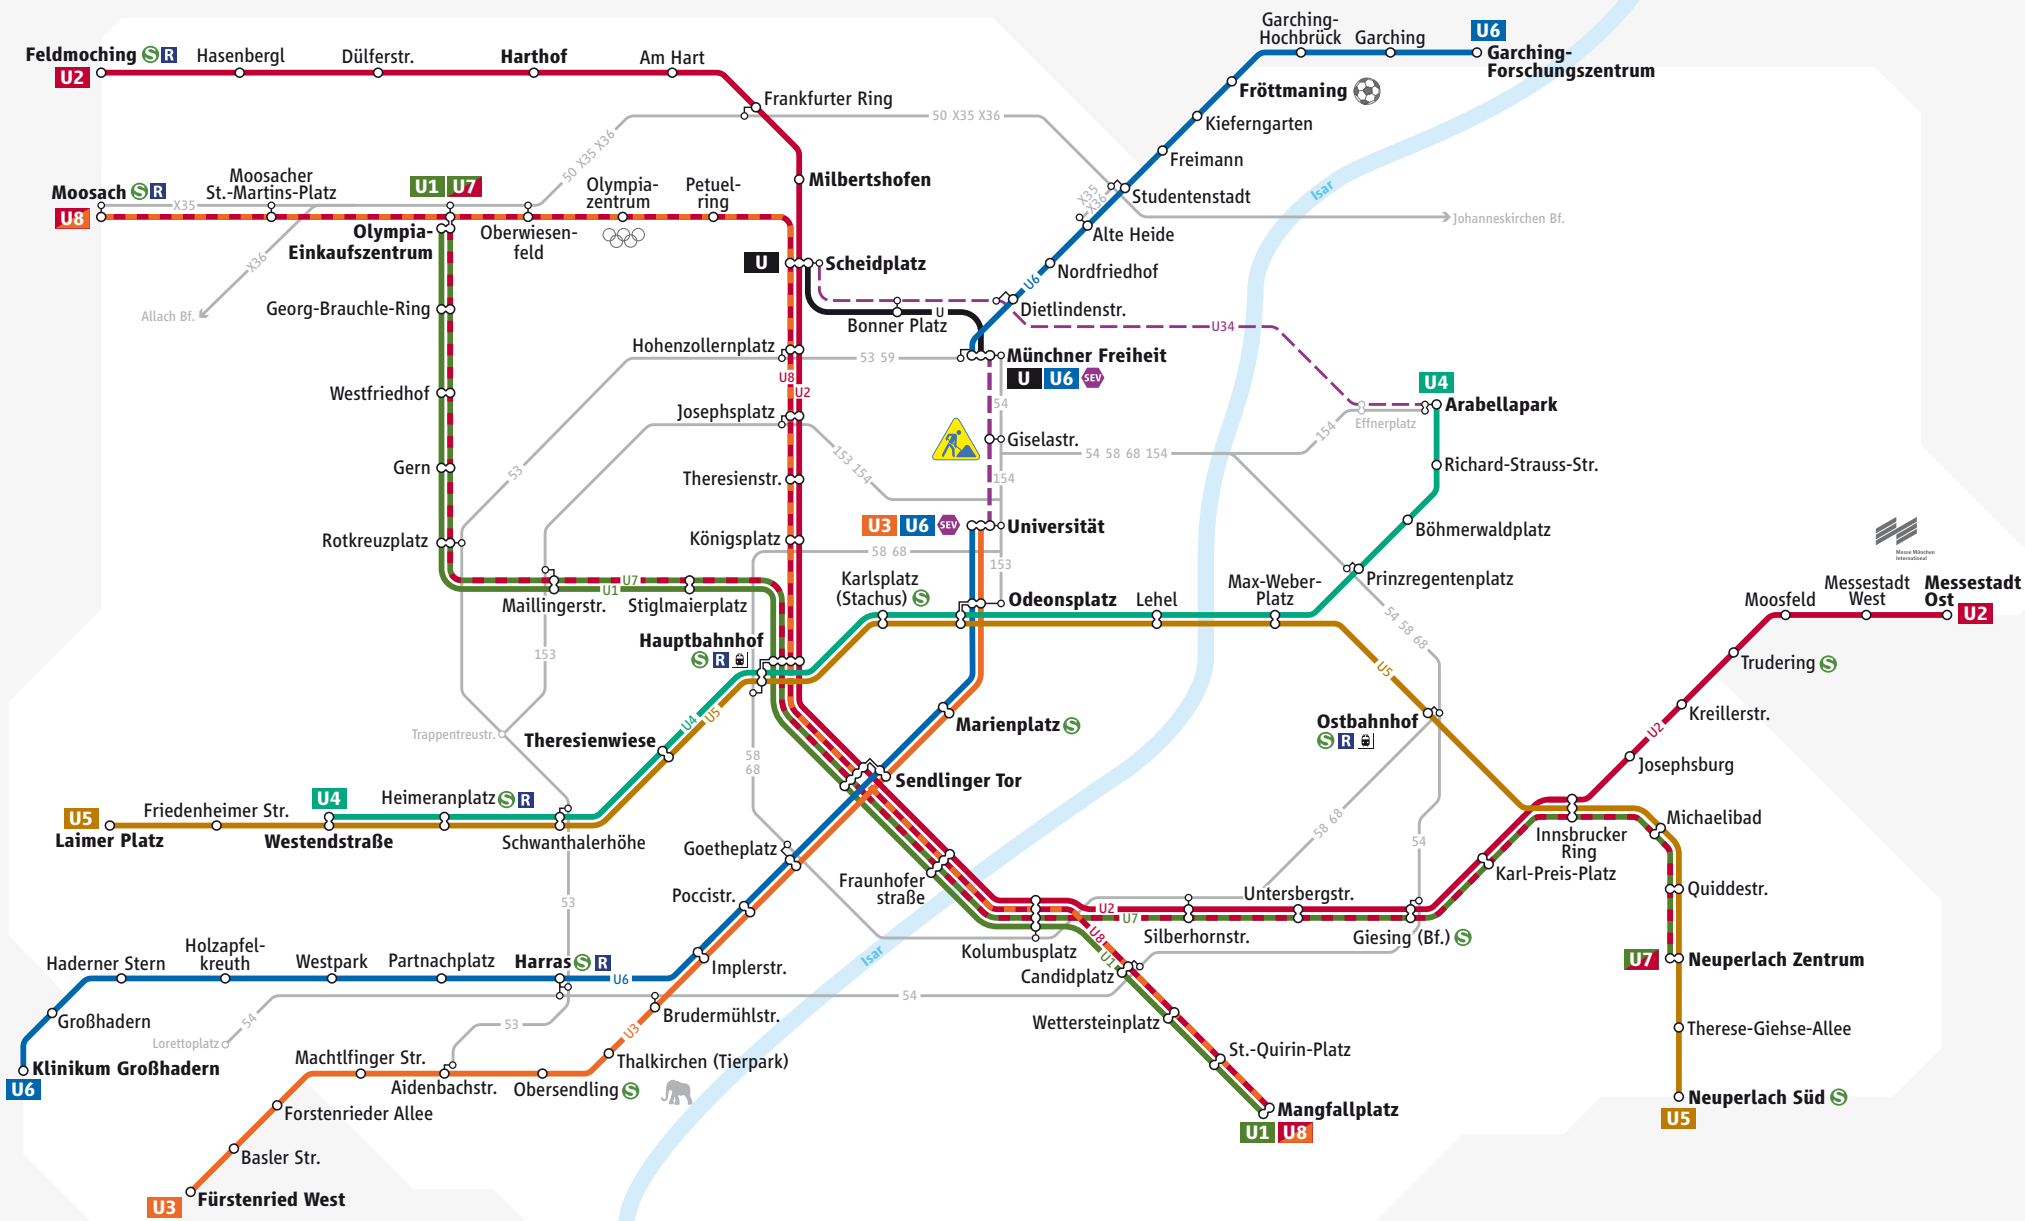 Garching-
Hochbrück
Garching
U6
Garching-
Forschungszentrum
Feldmoching S R
U2
Hasenbergl
Dülferstr.
Harthof
Am Hart
Frankfurter Ring
50 X35 X36
50 X35 X36
Fröttmaning
Kieferngarten
Freimann
Studentenstadt
X35
X36
Alte Heide
Nordfriedhof
Isar
Johanneskirchen Bf.
Moosach S R
U8
X35
Moosacher
St.-Martins-Platz
U1 U7
Olympia-
Einkaufszentrum
Oberwiesen-
feld
Olympia-
zentrum
Petuel-
ring
Milbertshofen
X36
Allach Bf.
U
Scheidplatz
U6
Dietlindenstr.
U
Bonner Platz
U34
Georg-Brauchle-Ring
Hohenzollernplatz
53 59
Münchner Freiheit
U U6 SEV
U8
U2
54
Westfriedhof
Josephsplatz
U4
Arabellapark
Effnerplatz
154
Giselastr.
54 58 68 154
153 154
154
Gern
53
Theresienstr.
Richard-Strauss-Str.
U3 U6 SEV
Universität
Böhmerwaldplatz
Messe München
International
Rotkreuzplatz
Königsplatz
58 68
153
Prinzregentenplatz
U7
U1
Maillingerstr.
Stiglmaierplatz
Karlsplatz
(Stachus) S
Odeonsplatz
Lehel
Max-Weber-
Platz
54 58 68
Moosfeld
Messestadt
West
Messestadt
Ost
U2
Hauptbahnhof
S R
153
U5
Trudering S
Kreillerstr.
U4
U5
Trappentreustr.
Theresienwiese
Marienplatz S
Ostbahnhof
S R
U2
Josephsburg
58
68
Sendlinger Tor
U5
Laimer Platz
Friedenheimer Str.
U4
Westendstraße
Heimeranplatz S R
Schwanthalerhöhe
58 68
54
Michaelibad
Innsbrucker
Ring
Karl-Preis-Platz
Goetheplatz
Poccistr.
Fraunhofer
straße
53
Quiddestr.
Untersbergstr.
U2
U7
Silberhornstr.
Giesing (Bf.) S
Kolumbusplatz
U8
U1
Candidplatz
Isar
Haderner Stern
Holzapfel-
kreuth
Westpark
Partnachplatz
Harras S R
U6
Implerstr.
U7
Neuperlach Zentrum
54
Brudermühlstr.
Großhadern
54
Lorettoplatz
53
U3
Wettersteinplatz
Therese-Giehse-Allee
Klinikum Großhadern
U6
Machtlfinger Str.
Aidenbachstr.
Obersendling S
Thalkirchen (Tierpark)
St.-Quirin-Platz
Forstenrieder Allee
Mangfallplatz
U1 U8
Neuperlach Süd S
U5
Basler Str.
U3
Fürstenried West